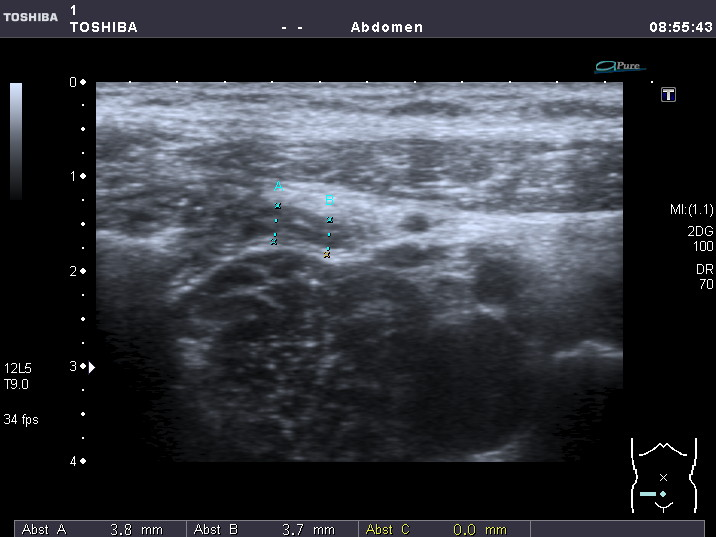 TOSHIBA
1
TOSHIBA - - Abdomen 08:55:43
aPure
T
0
1
2
3
4
A
B
MI:(1.1)
2DG
100
DR
70
12L5
T9.0
34 fps
Abst A 3.8 mm Abst B 3.7 mm Abst C 0.0 mm